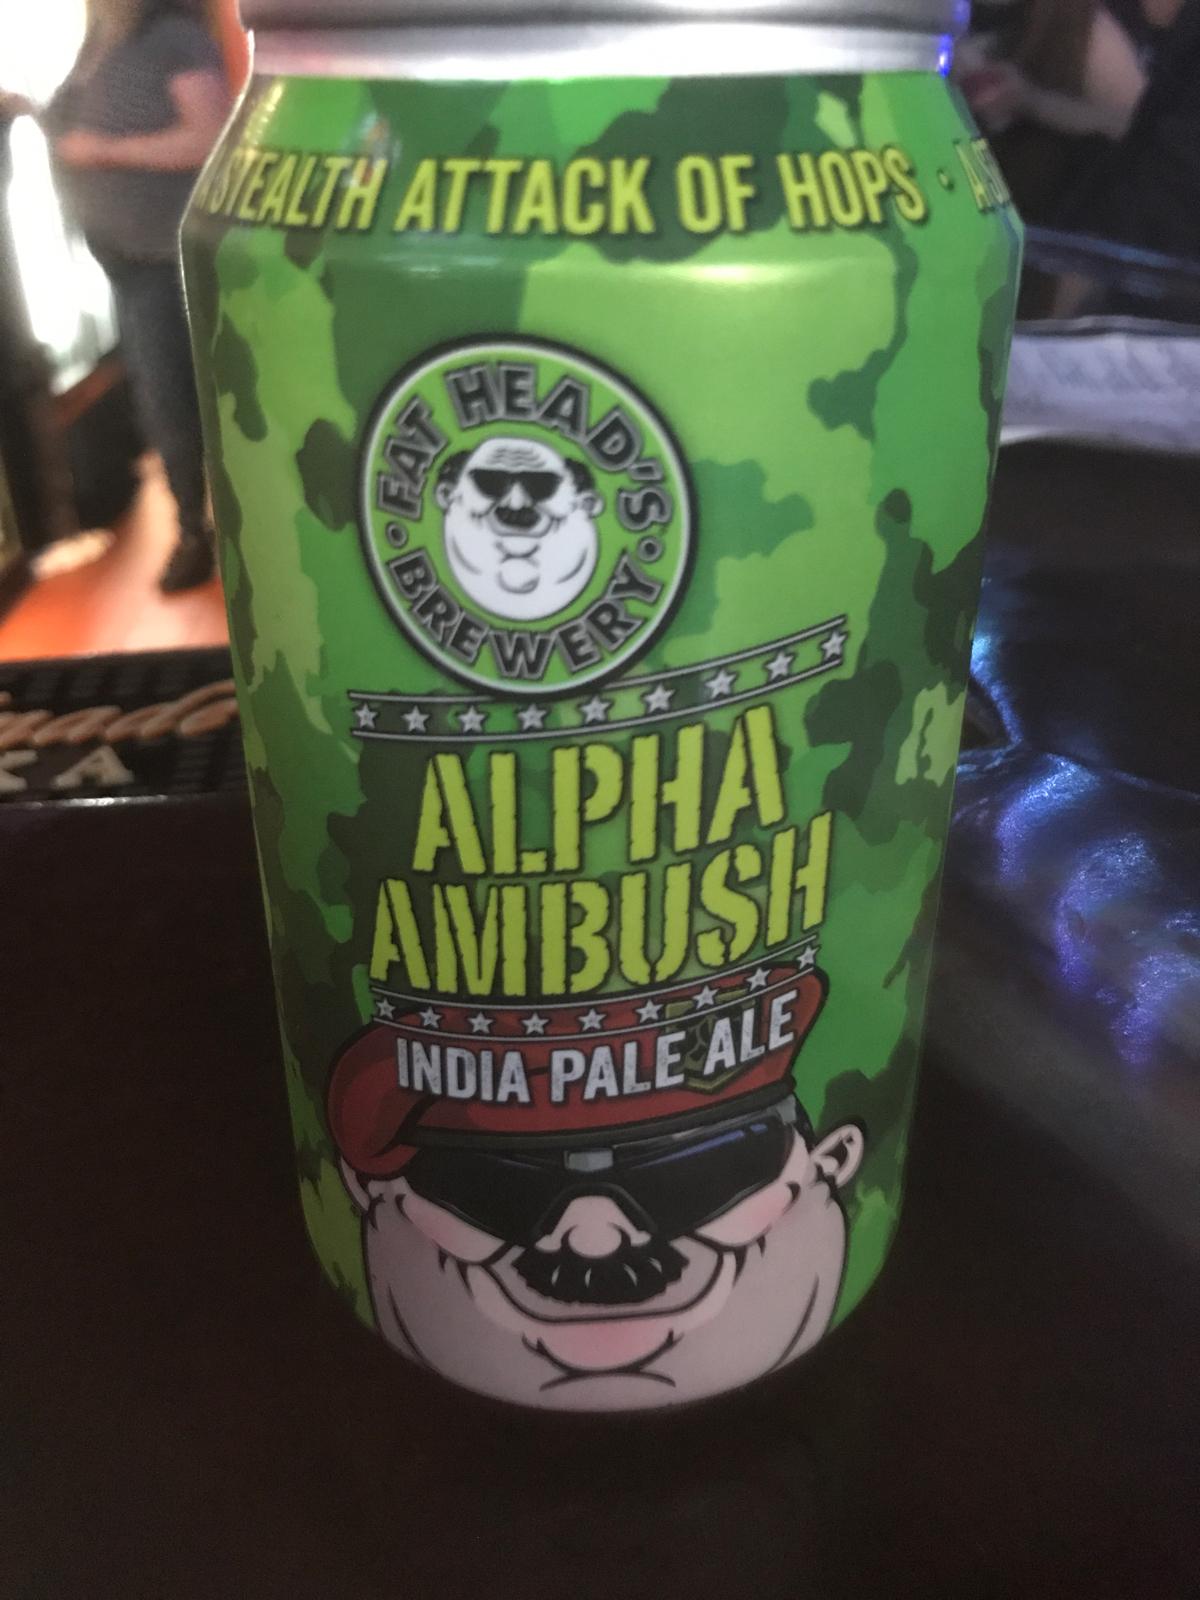 A STEALTH ATTACK OF HOPS •
FAT HEAD'S
BREWERY
ALPHA
AMBUSH
INDIA PALE ALE